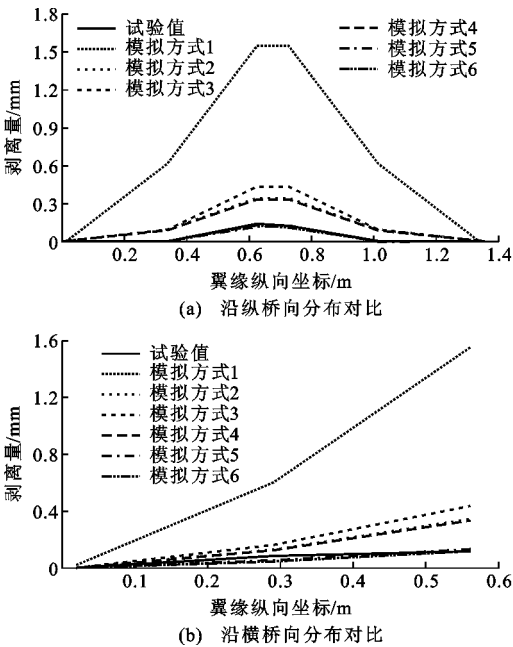 1.8
1.5
1.2
0.9
0.6
0.3
0
剥离量/mm
试验值
模拟方式1
模拟方式2
模拟方式3
模拟方式4
模拟方式5
模拟方式6
0.2 0.4 0.6 0.8 1.0 1.2 1.4
翼缘纵向坐标/m
(a) 沿纵桥向分布对比
1.6
1.2
0.8
0.4
0
剥离量/mm
试验值
模拟方式1
模拟方式2
模拟方式3
模拟方式4
模拟方式5
模拟方式6
0.1 0.2 0.3 0.4 0.5 0.6
翼缘纵向坐标/m
(b) 沿横桥向分布对比